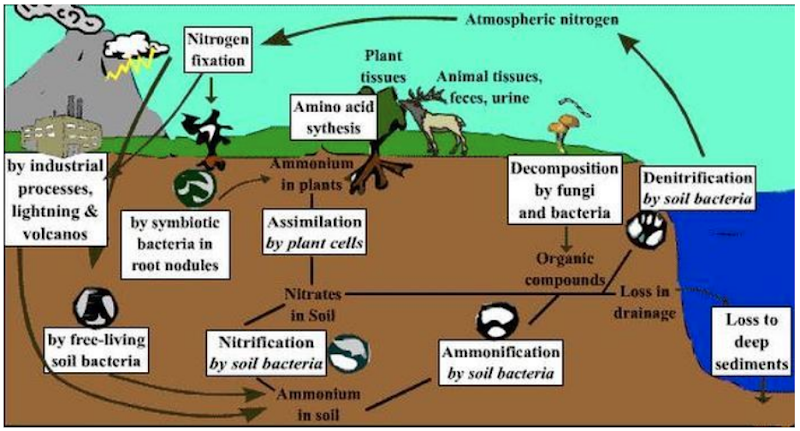 Atmospheric nitrogen
Nitrogen
fixation
Plant
tissues
Animal tissues,
feces, urine
Amino acid
sythesis
by industrial
processes,
lightning &
volcanos
Ammonium
in plants
Decomposition
by fungi
and bacteria
Denitrification
by soil bacteria
by symbiotic
bacteria in
root nodules
Assimilation
by plant cells
Organic
compounds
Nitrates
in Soil
Loss in
drainage
Loss to
deep
sediments
by free-living
soil bacteria
Nitrification
by soil bacteria
Ammonification
by soil bacteria
Ammonium
in soil